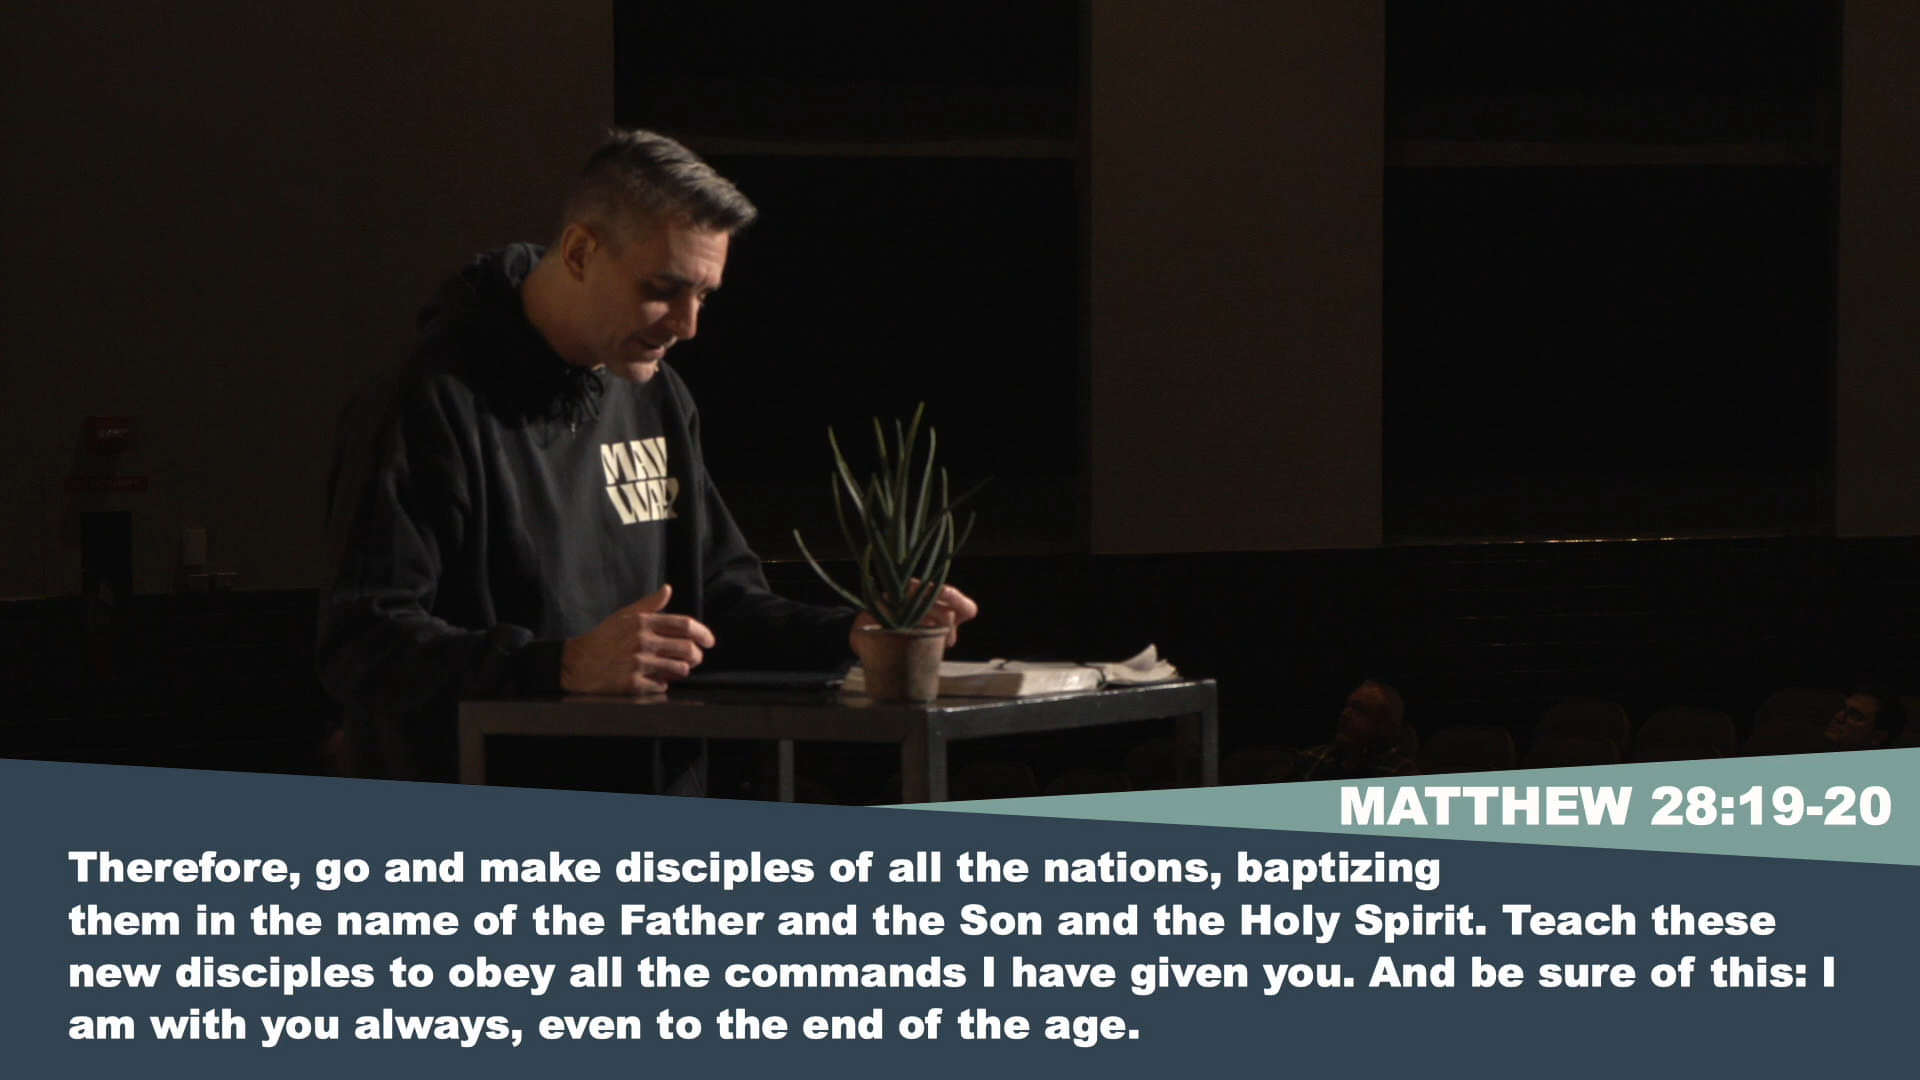 MATTHEW 28:19-20
Therefore, go and make disciples of all the nations, baptizing
them in the name of the Father and the Son and the Holy Spirit. Teach these
new disciples to obey all the commands I have given you. And be sure of this: I
am with you always, even to the end of the age.